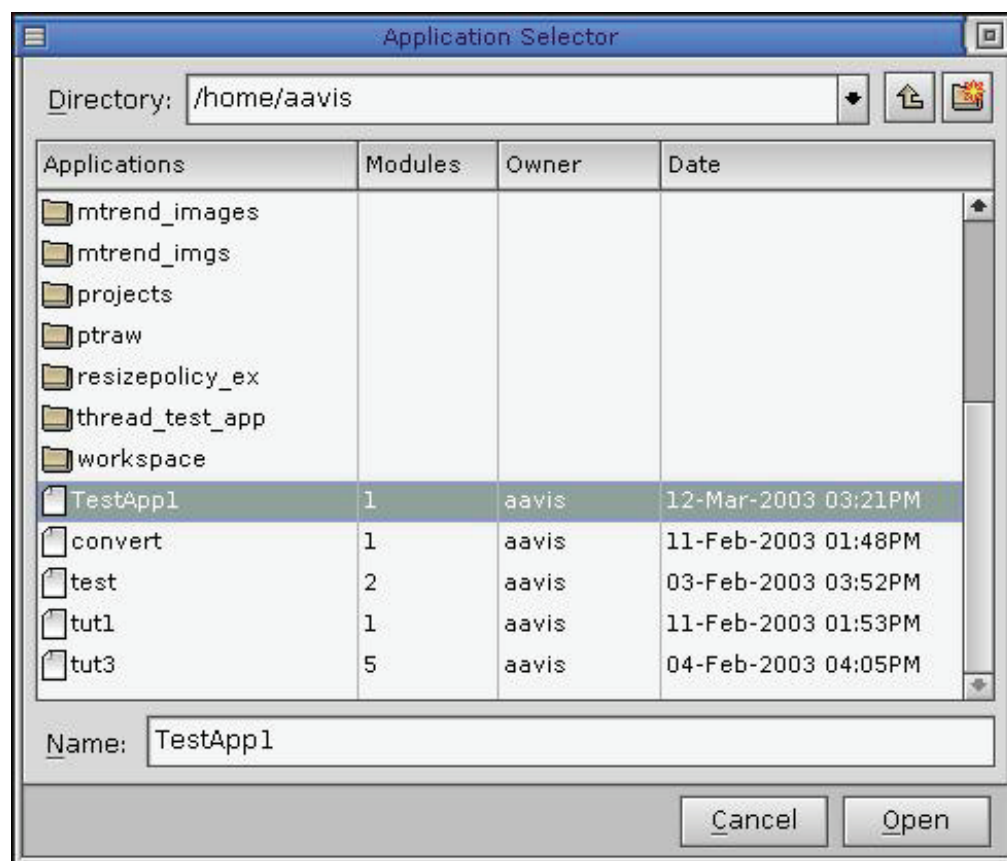 Application Selector
Directory: /home/aavis
Applications Modules Owner Date
mtrend_images
mtrend_imgs
projects
ptraw
resizepolicy_ex
thread_test_app
workspace
TestApp1 1 aavis 12-Mar-2003 03:21PM
convert 1 aavis 11-Feb-2003 01:48PM
test 2 aavis 03-Feb-2003 03:52PM
tut1 1 aavis 11-Feb-2003 01:53PM
tut3 5 aavis 04-Feb-2003 04:05PM
Name: TestApp1
Cancel Open